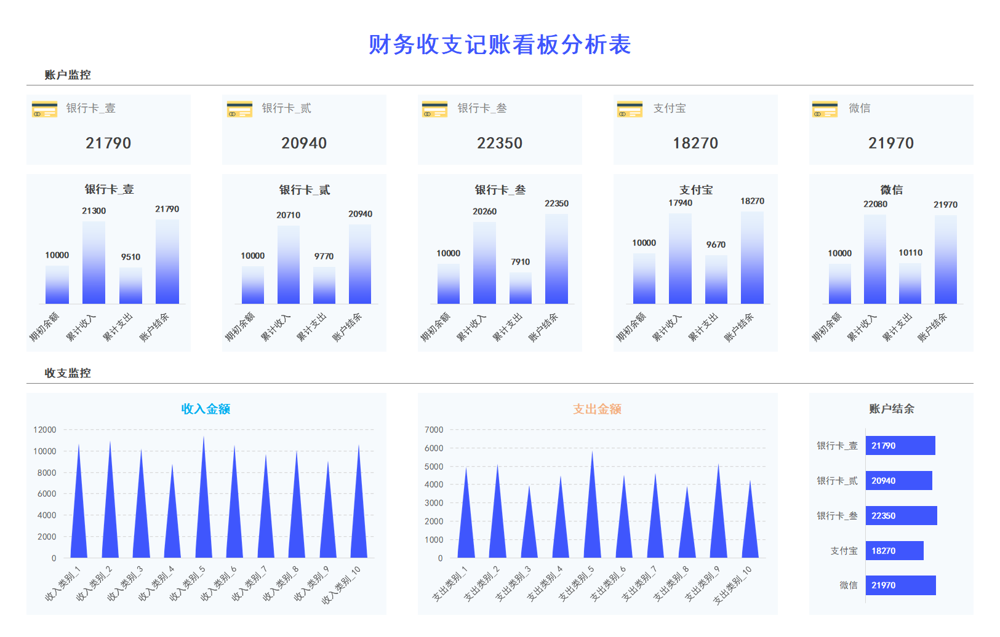 财务收支记账看板分析表
账户监控
银行卡_壹
21790
银行卡_贰
20940
银行卡_叁
22350
支付宝
18270
微信
21970
银行卡_壹
10000
21300
9510
21790
期初余额
累计收入
累计支出
账户结余
银行卡_贰
10000
20710
9770
20940
期初余额
累计收入
累计支出
账户结余
银行卡_叁
10000
20260
7910
22350
期初余额
累计收入
累计支出
账户结余
支付宝
10000
17940
9670
18270
期初余额
累计收入
累计支出
账户结余
微信
10000
22080
10110
21970
期初余额
累计收入
累计支出
账户结余
收支监控
收入金额
12000
10000
8000
6000
4000
2000
0
收入类别_1
收入类别_2
收入类别_3
收入类别_4
收入类别_5
收入类别_6
收入类别_7
收入类别_8
收入类别_9
收入类别_10
支出金额
7000
6000
5000
4000
3000
2000
1000
0
支出类别_1
支出类别_2
支出类别_3
支出类别_4
支出类别_5
支出类别_6
支出类别_7
支出类别_8
支出类别_9
支出类别_10
账户结余
银行卡_壹 21790
银行卡_贰 20940
银行卡_叁 22350
支付宝 18270
微信 21970